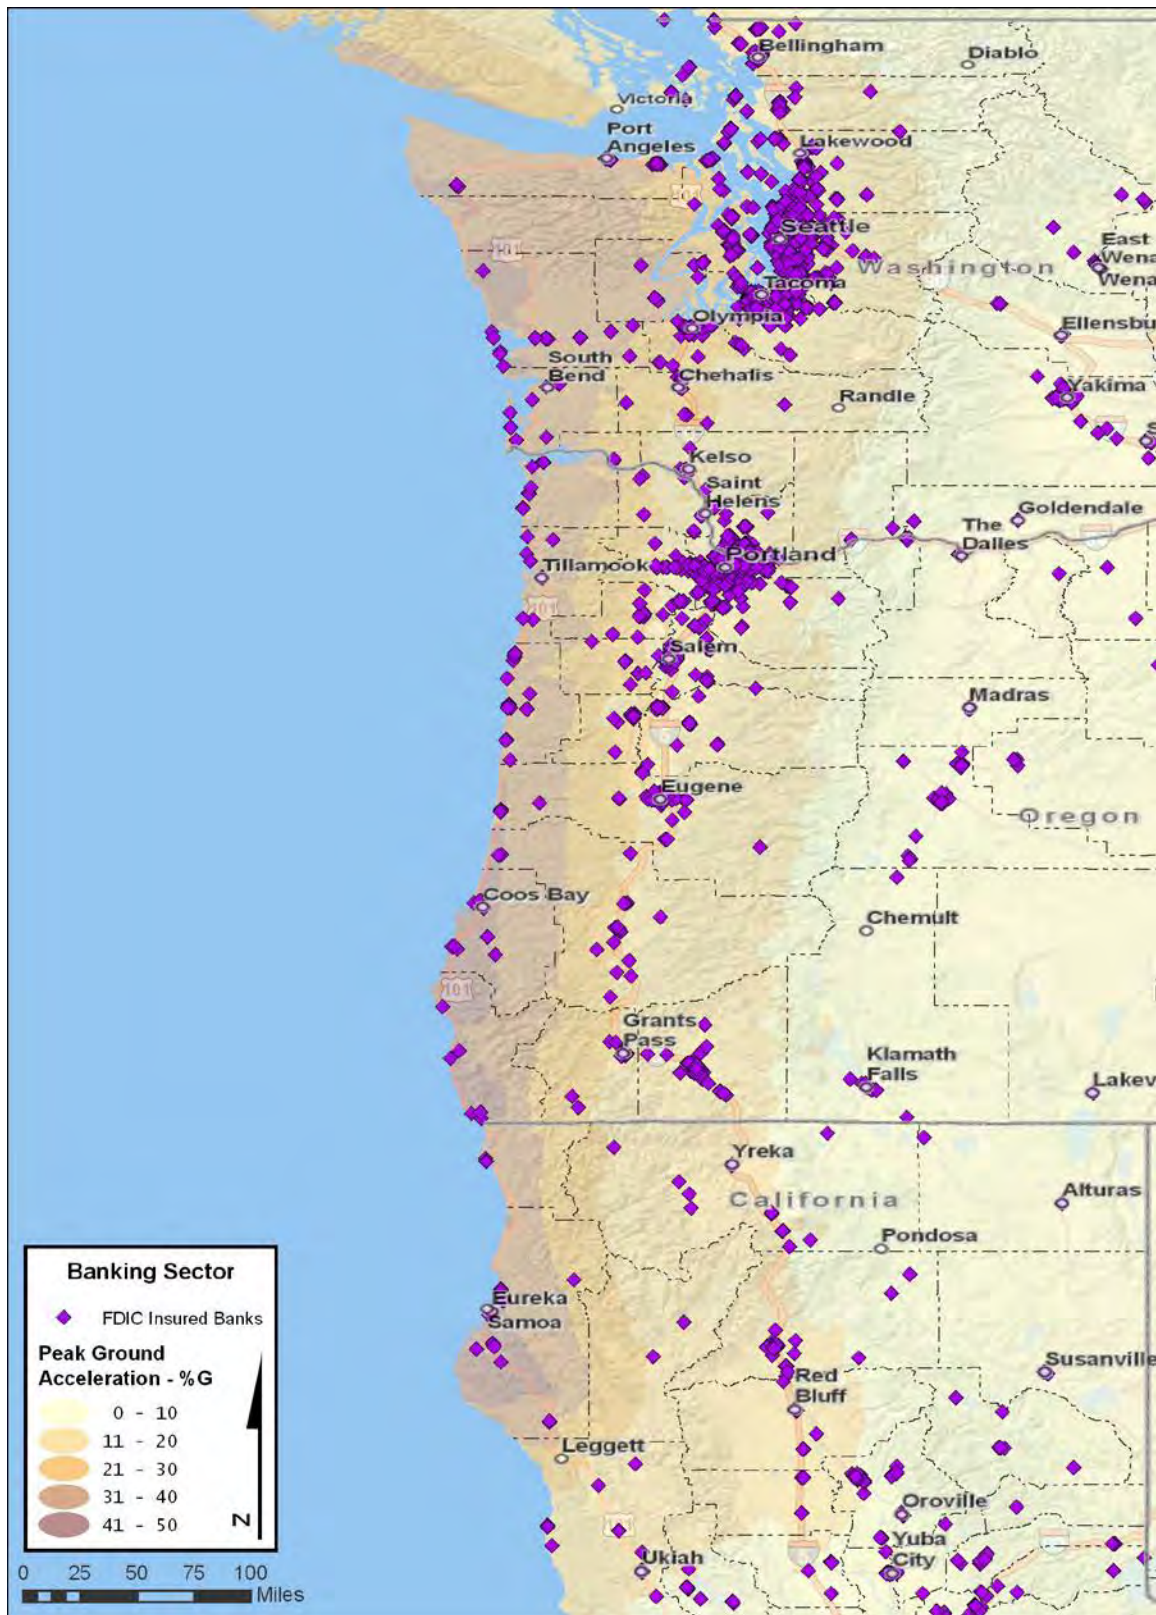 Bellingham
Diablo
Victoria
Port
Angeles
Lakewood
101
Seattle
East
Wena
Wena
101
Washington
Tacoma
Olympia
Ellensbu
South
Bend
Chehalis
Randle
Yakima
Kelso
Saint
Helens
Goldendale
The
Dalles
Portland
Tillamook
101
Salem
Madras
5
Eugene
Oregon
Coos Bay
Chemult
101
Grants
Pass
Klamath
Falls
Lakev
Yreka
California
Alturas
Pondosa
Eureka
Samoa
Susanville
Red
Bluff
Leggett
Oroville
Yuba
City
Ukiah
Banking Sector
FDIC Insured Banks
Peak Ground
Acceleration - %G
0 - 10
11 - 20
21 - 30
31 - 40
41 - 50
N
0 25 50 75 100
Miles